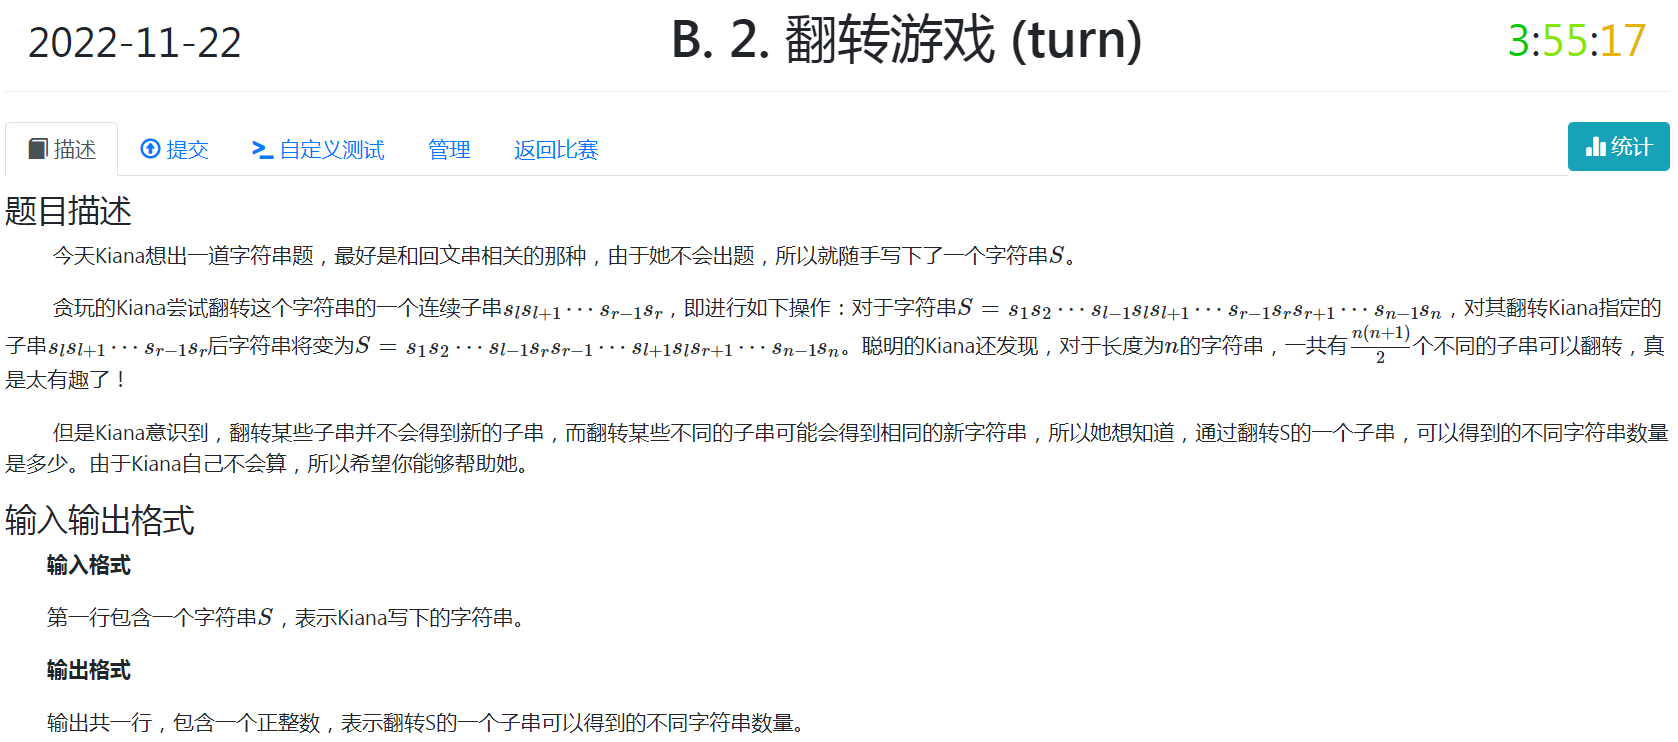 2022-11-22
B. 2. 翻转游戏 (turn)
3:55:17
描述
提交
自定义测试
管理
返回比赛
统计
题目描述
今天Kiana想出一道字符串题，最好是和回文串相关的那种，由于她不会出题，所以就随手写下了一个字符串S。
贪玩的Kiana尝试翻转这个字符串的一个连续子串s_l s_{l+1} ⋯ s_{r−1} s_r，即进行如下操作：对于字符串S = s_1 s_2 ⋯ s_{l−1} s_l s_{l+1} ⋯ s_{r−1} s_r s_{r+1} ⋯ s_{n−1} s_n，对其翻转Kiana指定的
子串s_l s_{l+1} ⋯ s_{r−1} s_r后字符串将变为S = s_1 s_2 ⋯ s_{l−1} s_r s_{r−1} ⋯ s_{l+1} s_l s_{r+1} ⋯ s_{n−1} s_n。聪明的Kiana还发现，对于长度为n的字符串，一共有n(n+1)/2个不同的子串可以翻转，真
是太有趣了！
但是Kiana意识到，翻转某些子串并不会得到新的子串，而翻转某些不同的子串可能会得到相同的新字符串，所以她想知道，通过翻转S的一个子串，可以得到的不同字符串数量
是多少。由于Kiana自己不会算，所以希望你能够帮助她。
输入输出格式
输入格式
第一行包含一个字符串S，表示Kiana写下的字符串。
输出格式
输出共一行，包含一个正整数，表示翻转S的一个子串可以得到的不同字符串数量。